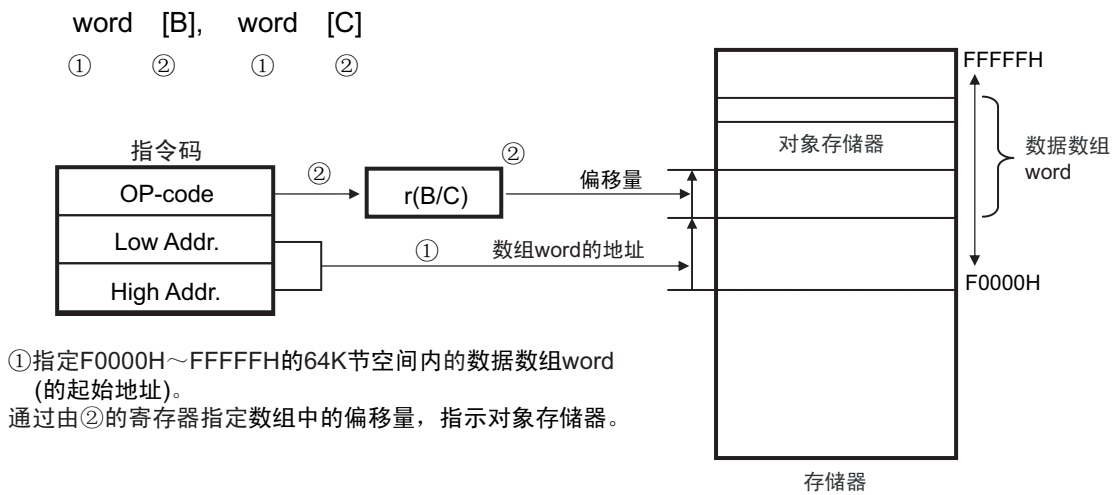 word [B], word [C]
① ② ① ②
FFFFFH
指令码
对象存储器
数据数组
word
②
②
偏移量
OP-code
r(B/C)
Low Addr.
①
数组word的地址
High Addr.
F0000H
①指定F0000H～FFFFFH的64K节空间内的数据数组word
(的起始地址)。
通过由②的寄存器指定数组中的偏移量，指示对象存储器。
存储器